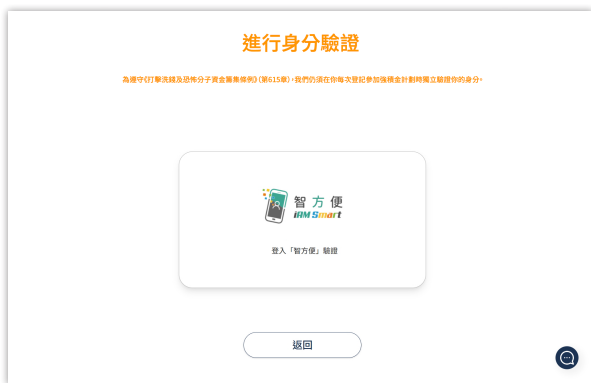 進行身分驗證
為遵守《打擊洗錢及恐怖分子資金籌集條例》（第615章），我們仍須在你每次登記參加強積金計劃時獨立驗證你的身分。
智方便
iAM Smart
登入「智方便」驗證
返回